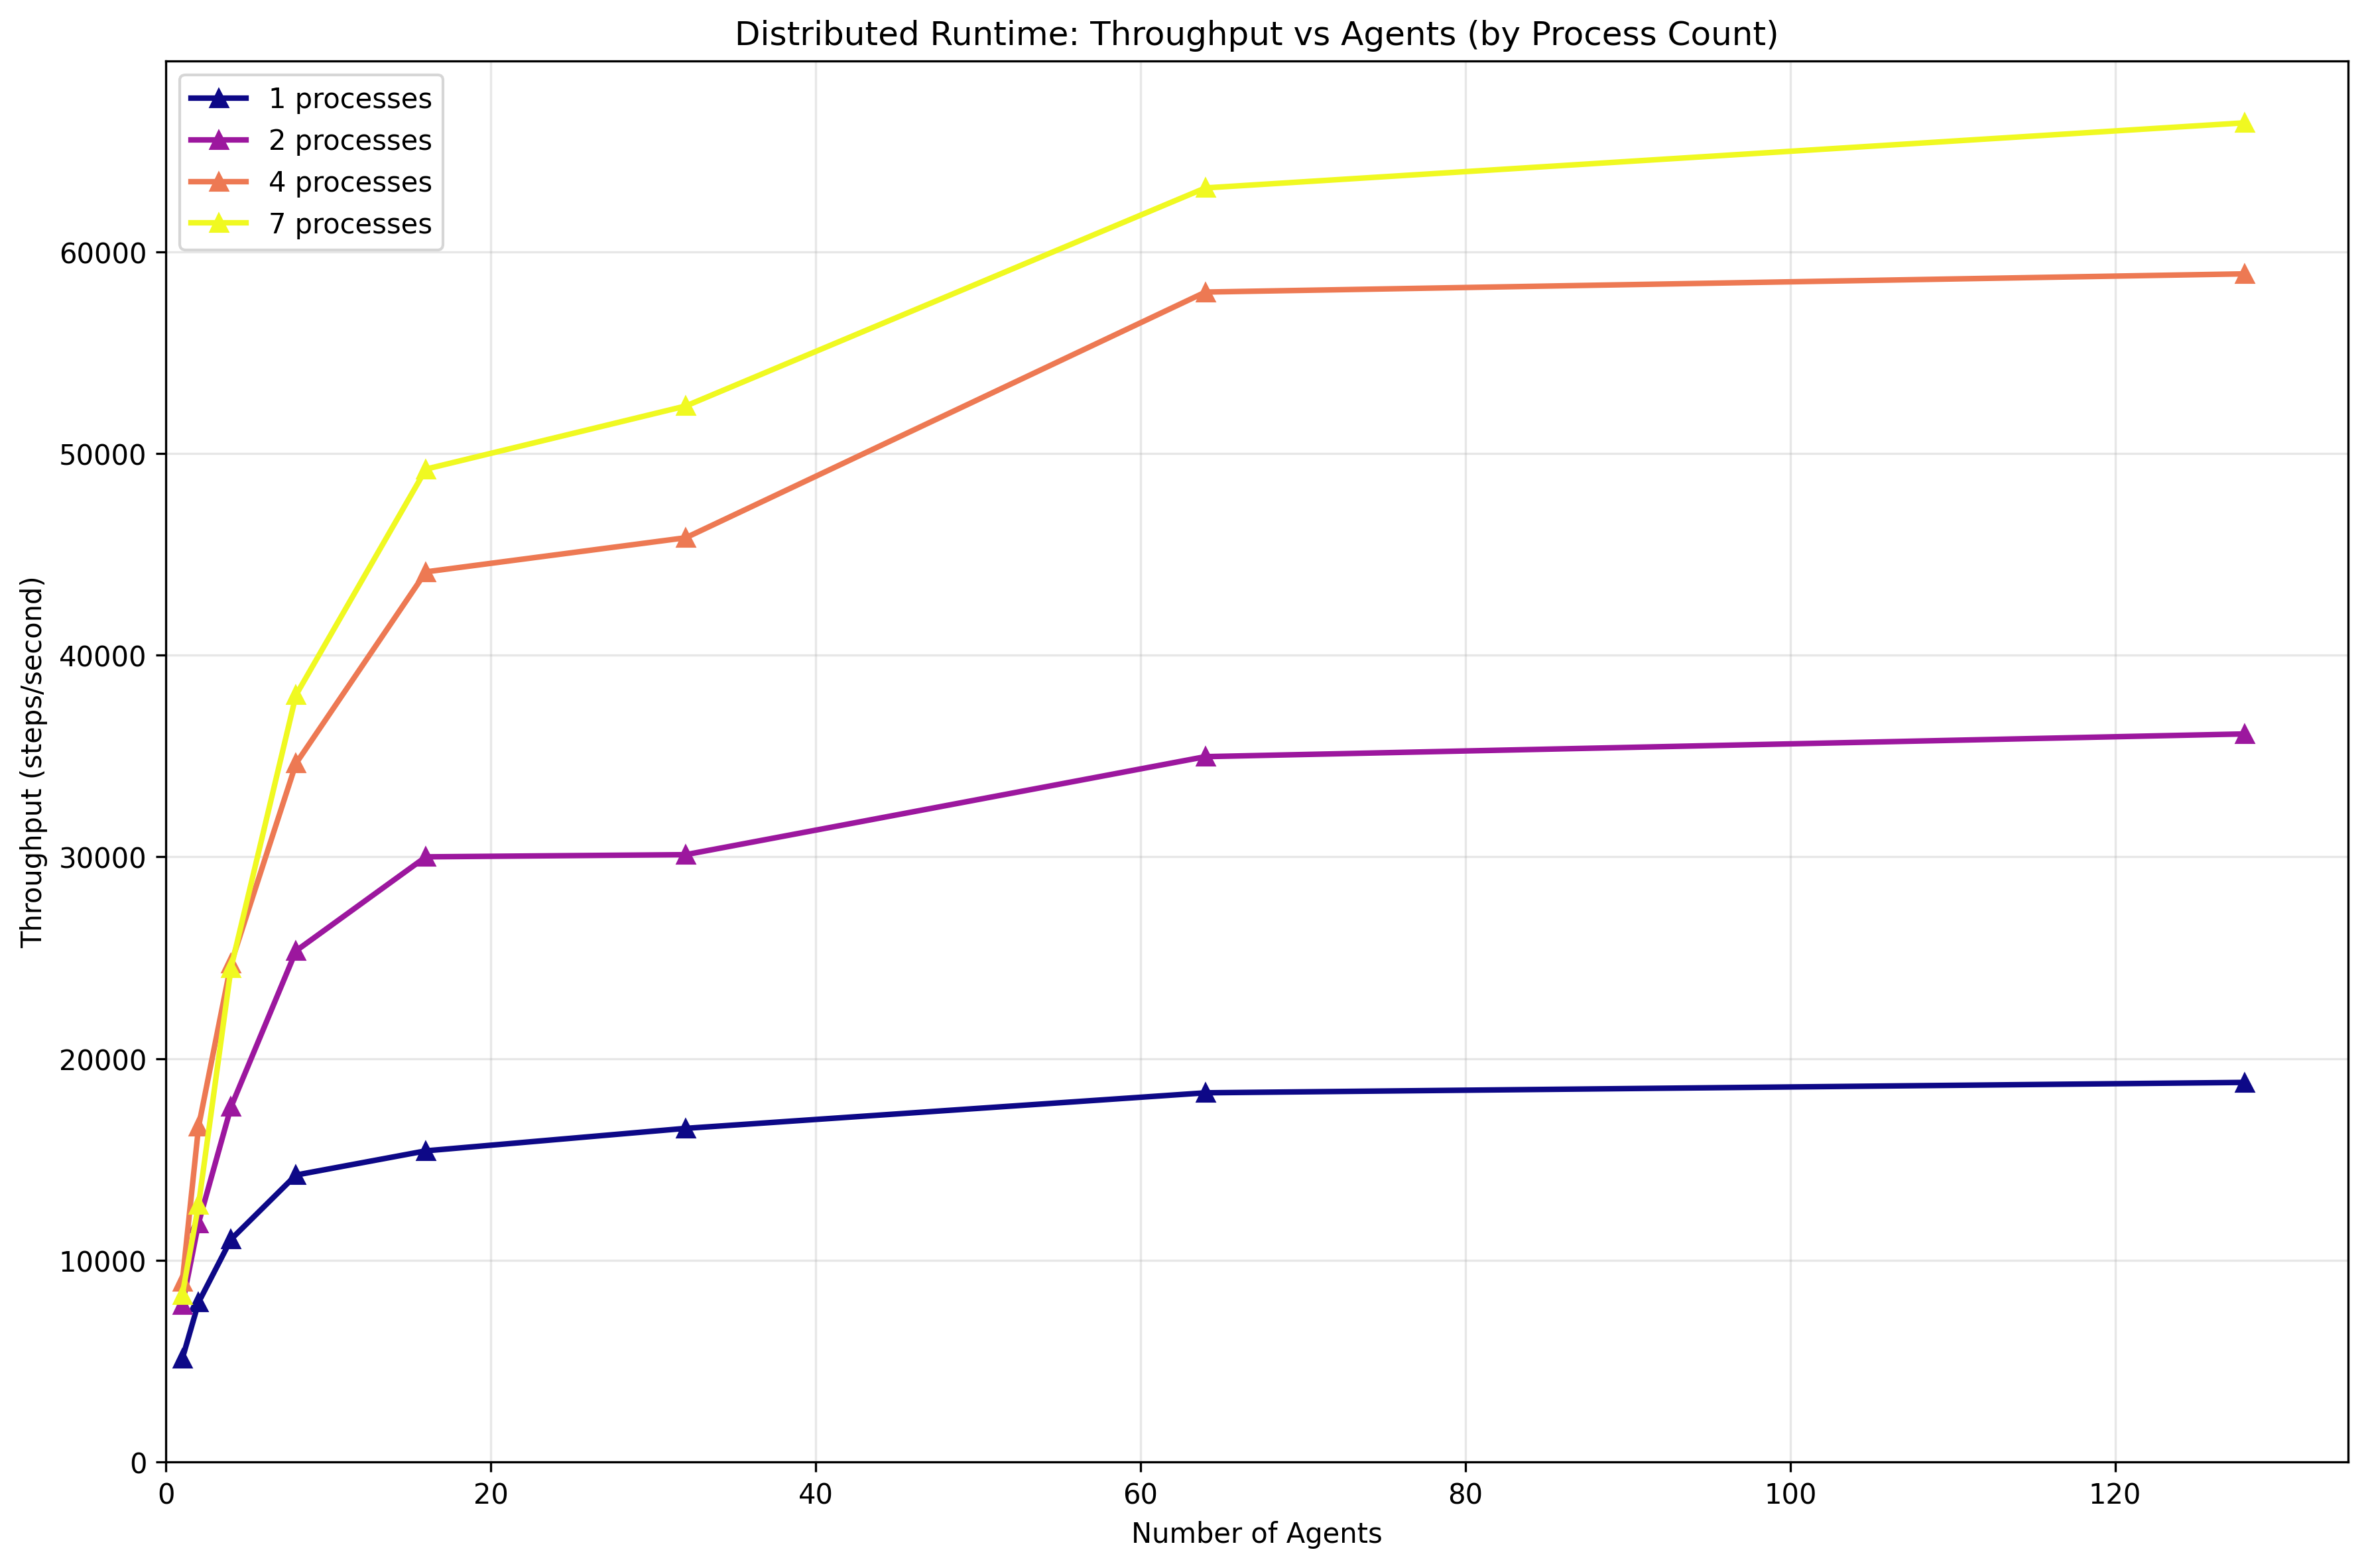 Distributed Runtime: Throughput vs Agents (by Process Count)
1 processes
2 processes
4 processes
7 processes
Throughput (steps/second)
60000
50000
40000
30000
20000
10000
0
0 20 40 60 80 100 120
Number of Agents